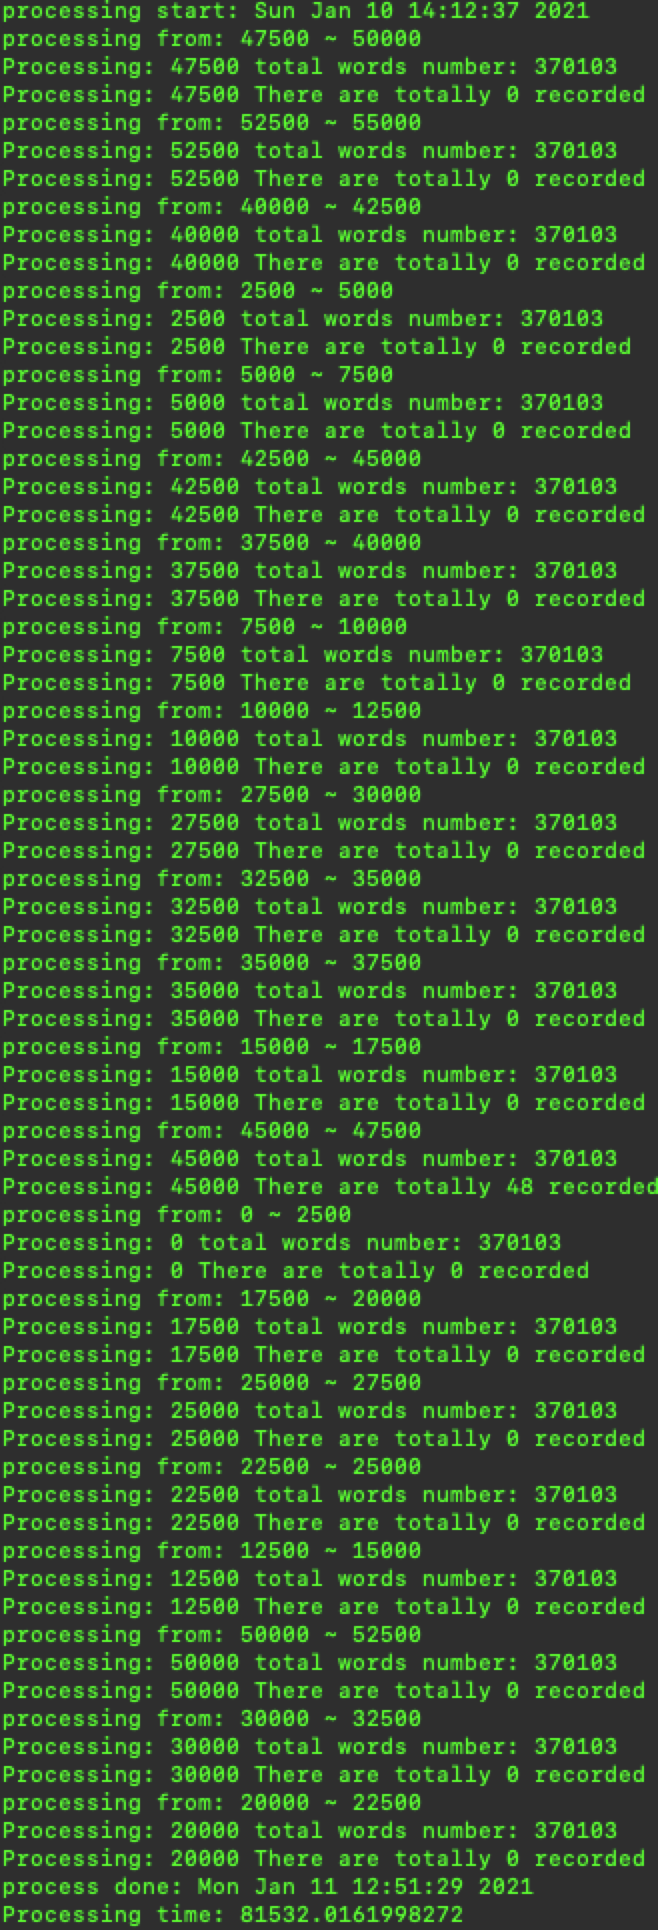 processing start: Sun Jan 10 14:12:37 2021
processing from: 47500 ~ 50000
Processing: 47500 total words number: 370103
Processing: 47500 There are totally 0 recorded
processing from: 52500 ~ 55000
Processing: 52500 total words number: 370103
Processing: 52500 There are totally 0 recorded
processing from: 40000 ~ 42500
Processing: 40000 total words number: 370103
Processing: 40000 There are totally 0 recorded
processing from: 2500 ~ 5000
Processing: 2500 total words number: 370103
Processing: 2500 There are totally 0 recorded
processing from: 5000 ~ 7500
Processing: 5000 total words number: 370103
Processing: 5000 There are totally 0 recorded
processing from: 42500 ~ 45000
Processing: 42500 total words number: 370103
Processing: 42500 There are totally 0 recorded
processing from: 37500 ~ 40000
Processing: 37500 total words number: 370103
Processing: 37500 There are totally 0 recorded
processing from: 7500 ~ 10000
Processing: 7500 total words number: 370103
Processing: 7500 There are totally 0 recorded
processing from: 10000 ~ 12500
Processing: 10000 total words number: 370103
Processing: 10000 There are totally 0 recorded
processing from: 27500 ~ 30000
Processing: 27500 total words number: 370103
Processing: 27500 There are totally 0 recorded
processing from: 32500 ~ 35000
Processing: 32500 total words number: 370103
Processing: 32500 There are totally 0 recorded
processing from: 35000 ~ 37500
Processing: 35000 total words number: 370103
Processing: 35000 There are totally 0 recorded
processing from: 15000 ~ 17500
Processing: 15000 total words number: 370103
Processing: 15000 There are totally 0 recorded
processing from: 45000 ~ 47500
Processing: 45000 total words number: 370103
Processing: 45000 There are totally 48 recorded
processing from: 0 ~ 2500
Processing: 0 total words number: 370103
Processing: 0 There are totally 0 recorded
processing from: 17500 ~ 20000
Processing: 17500 total words number: 370103
Processing: 17500 There are totally 0 recorded
processing from: 25000 ~ 27500
Processing: 25000 total words number: 370103
Processing: 25000 There are totally 0 recorded
processing from: 22500 ~ 25000
Processing: 22500 total words number: 370103
Processing: 22500 There are totally 0 recorded
processing from: 12500 ~ 15000
Processing: 12500 total words number: 370103
Processing: 12500 There are totally 0 recorded
processing from: 50000 ~ 52500
Processing: 50000 total words number: 370103
Processing: 50000 There are totally 0 recorded
processing from: 30000 ~ 32500
Processing: 30000 total words number: 370103
Processing: 30000 There are totally 0 recorded
processing from: 20000 ~ 22500
Processing: 20000 total words number: 370103
Processing: 20000 There are totally 0 recorded
process done: Mon Jan 11 12:51:29 2021
Processing time: 81532.0161998272